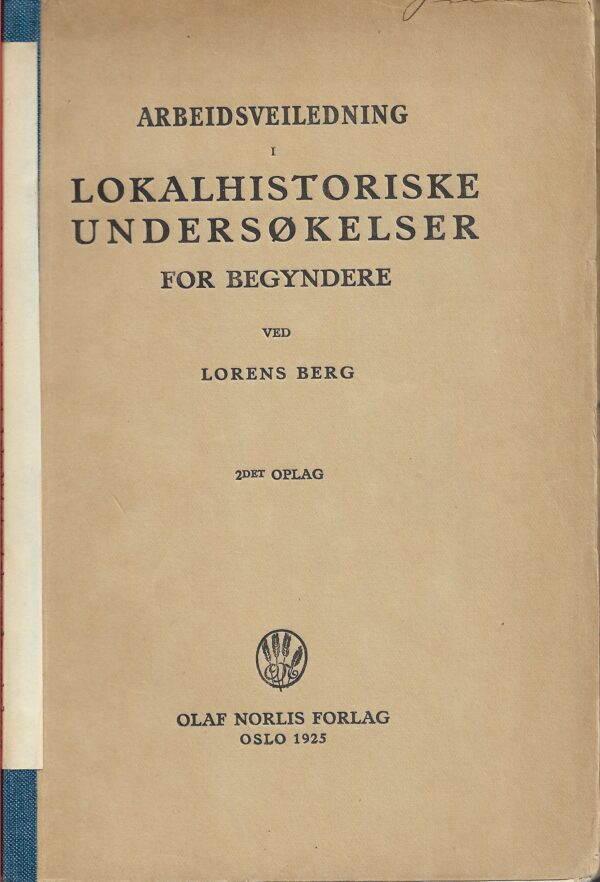 ARBEIDSVEILEDNING
I
LOKALHISTORISKE
UNDERSØKELSER
FOR BEGYNDERE
VED
LORENS BERG
2DET OPLAG
OLAF NORLIS FORLAG
OSLO 1925